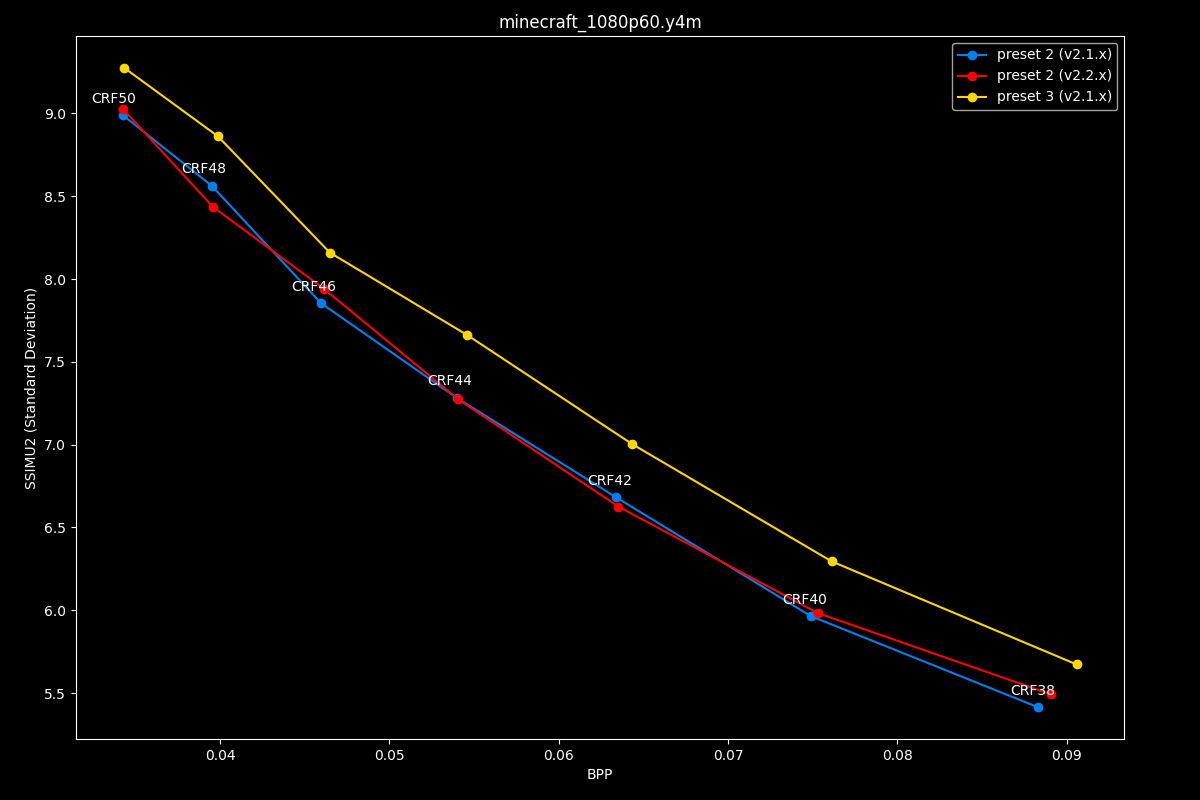 minecraft_1080p60.y4m
preset 2 (v2.1.x)
preset 2 (v2.2.x)
preset 3 (v2.1.x)
CRF50
CRF48
CRF46
CRF44
CRF42
CRF40
CRF38
9.0
8.5
8.0
7.5
7.0
6.5
6.0
5.5
SSIMU2 (Standard Deviation)
0.04
0.05
0.06
0.07
0.08
0.09
BPP